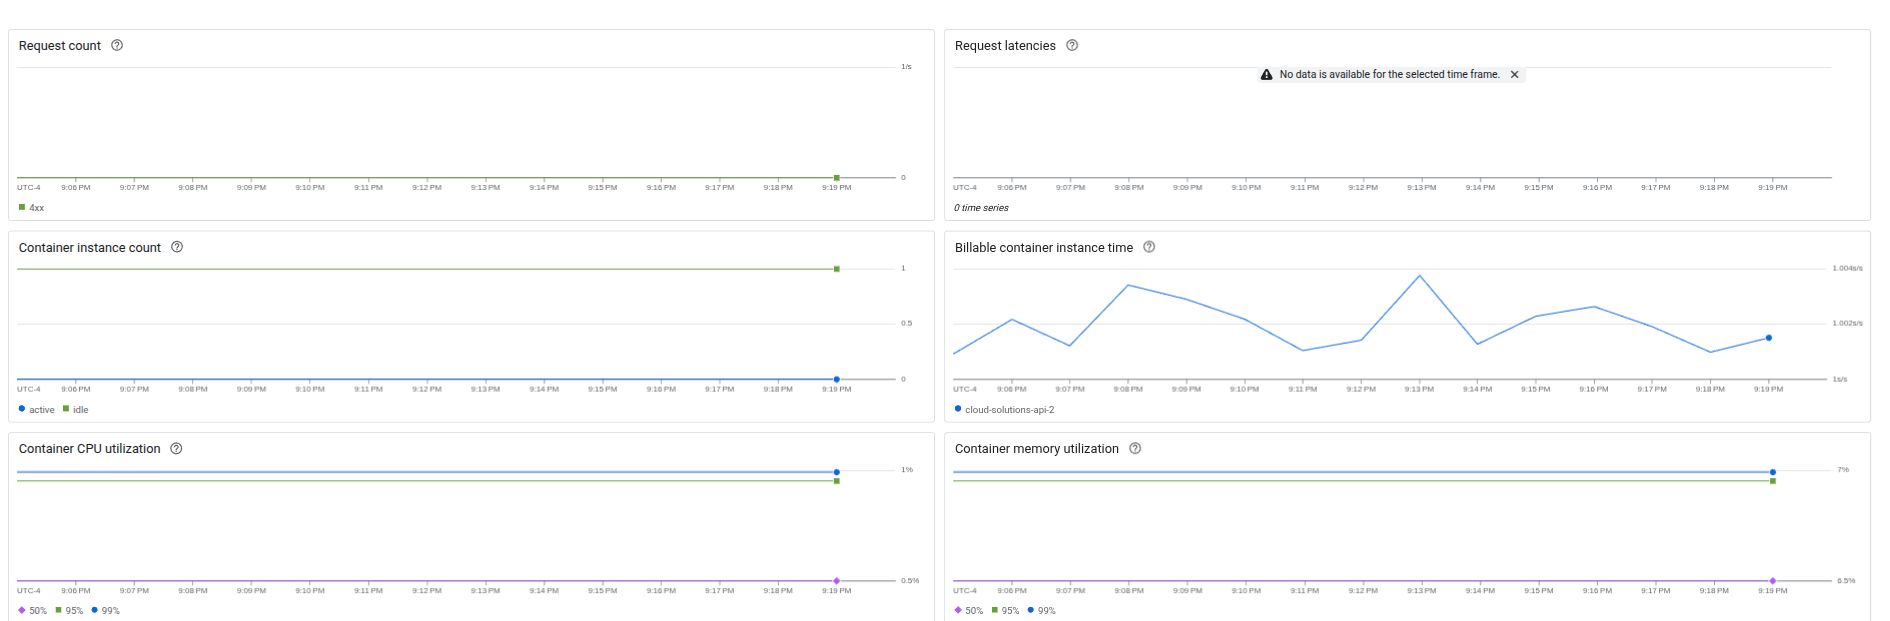 Request count
1/s
0
UTC-4 9:06 PM 9:07 PM 9:08 PM 9:09 PM 9:10 PM 9:11 PM 9:12 PM 9:13 PM 9:14 PM 9:15 PM 9:16 PM 9:17 PM 9:18 PM 9:19 PM
4xx
Request latencies
No data is available for the selected time frame.
UTC-4 9:06 PM 9:07 PM 9:08 PM 9:09 PM 9:10 PM 9:11 PM 9:12 PM 9:13 PM 9:14 PM 9:15 PM 9:16 PM 9:17 PM 9:18 PM 9:19 PM
0 time series
Container instance count
1
0.5
0
UTC-4 9:06 PM 9:07 PM 9:08 PM 9:09 PM 9:10 PM 9:11 PM 9:12 PM 9:13 PM 9:14 PM 9:15 PM 9:16 PM 9:17 PM 9:18 PM 9:19 PM
active idle
Billable container instance time
1.004s/s
1.002s/s
1s/s
UTC-4 9:06 PM 9:07 PM 9:08 PM 9:09 PM 9:10 PM 9:11 PM 9:12 PM 9:13 PM 9:14 PM 9:15 PM 9:16 PM 9:17 PM 9:18 PM 9:19 PM
cloud-solutions-api-2
Container CPU utilization
1%
0.5%
UTC-4 9:06 PM 9:07 PM 9:08 PM 9:09 PM 9:10 PM 9:11 PM 9:12 PM 9:13 PM 9:14 PM 9:15 PM 9:16 PM 9:17 PM 9:18 PM 9:19 PM
50% 95% 99%
Container memory utilization
7%
6.5%
UTC-4 9:06 PM 9:07 PM 9:08 PM 9:09 PM 9:10 PM 9:11 PM 9:12 PM 9:13 PM 9:14 PM 9:15 PM 9:16 PM 9:17 PM 9:18 PM 9:19 PM
50% 95% 99%